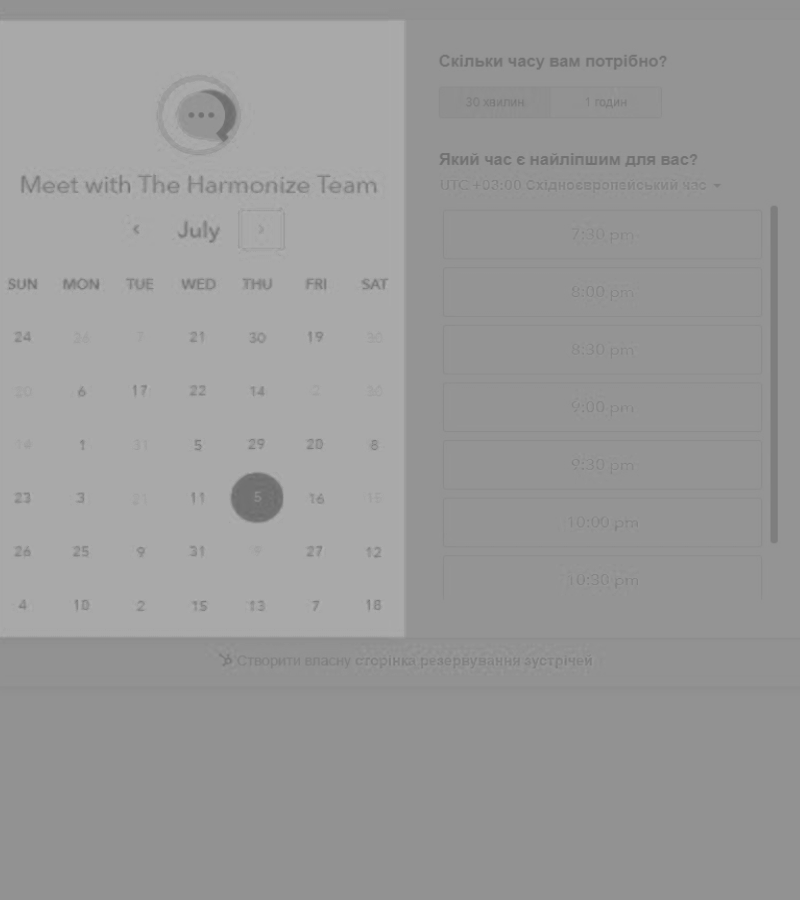 Meet with The Harmonize Team
July
SUN MON TUE WED THU FRI SAT
24 26 7 21 30 19 30
20 6 17 22 14 2 30
14 1 31 5 29 20 8
23 3 21 11 5 16 15
26 25 9 31 27 12
4 10 2 15 13 7 18
Скільки часу вам потрібно?
30 хвилин 1 годин
Який час є найліпшим для вас?
UTC +03:00 Східноєвропейський час
7:30 pm
8:00 pm
8:30 pm
9:00 pm
9:30 pm
10:00 pm
10:30 pm
Створити власну сторінка резервування зустрічей